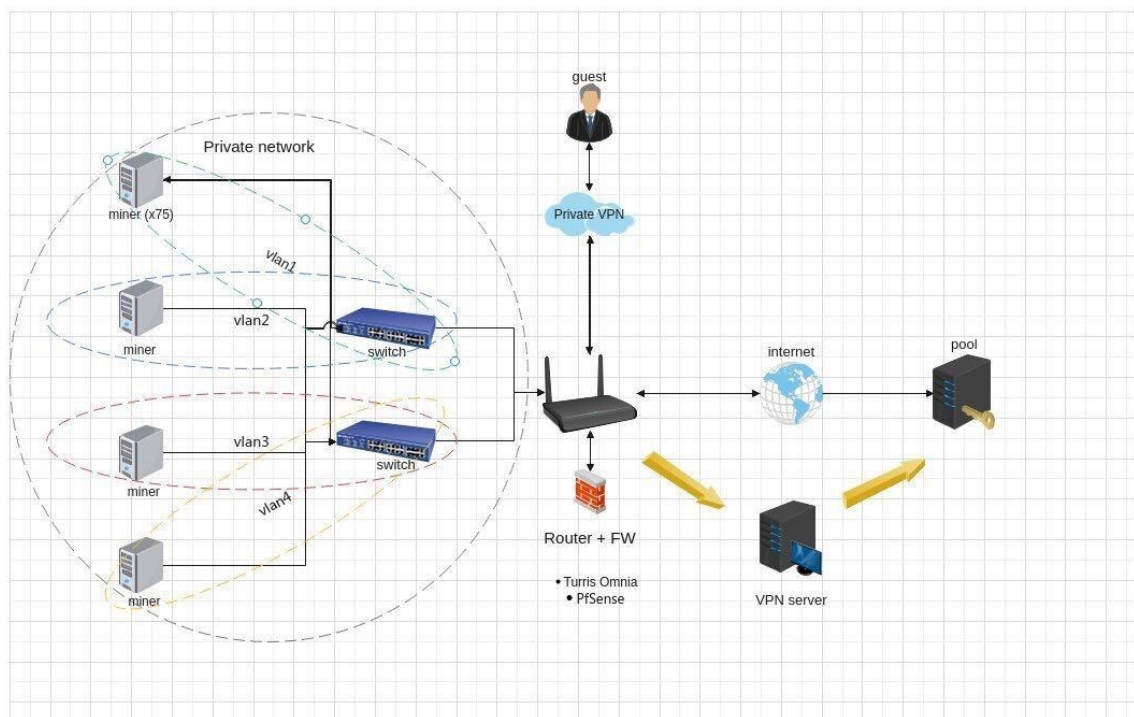 guest
Private network
Private VPN
miner (x75)
vlan1
vlan2
miner
switch
internet
pool
vlan3
switch
miner
vlan4
Router + FW
miner
• Turris Omnia
• PfSense
VPN server